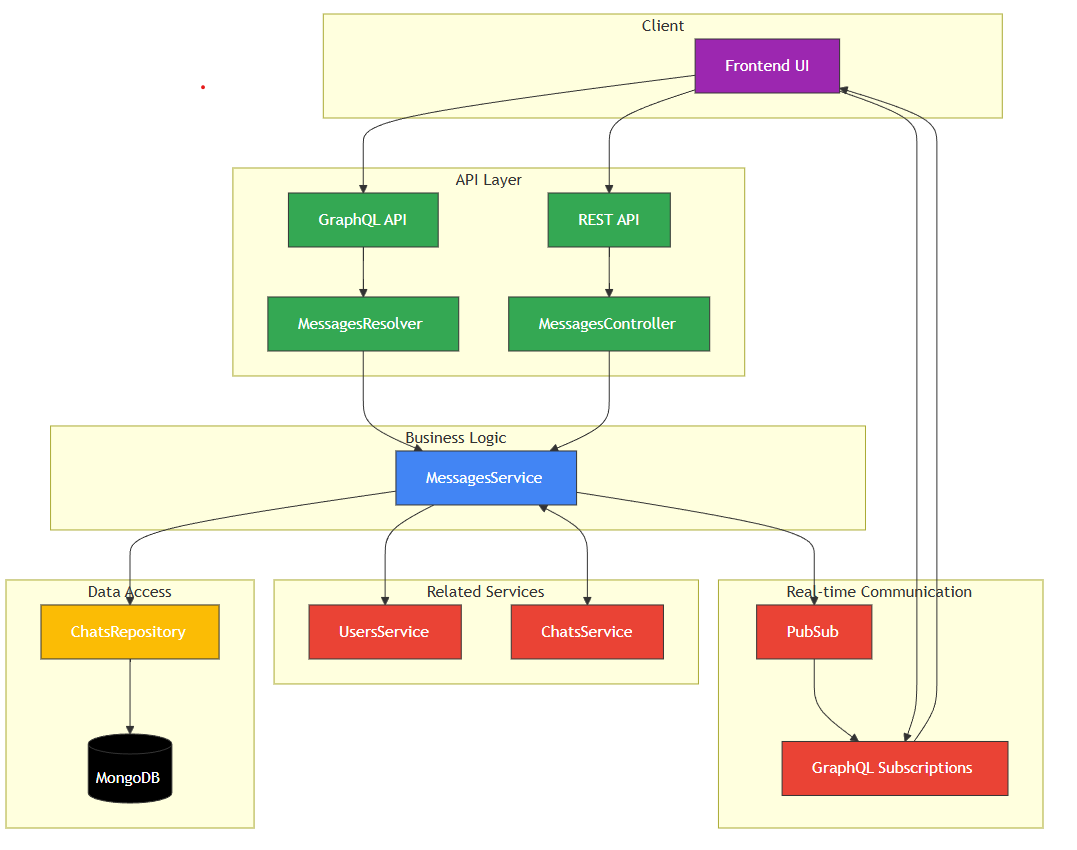 Client
Frontend UI
API Layer
GraphQL API
REST API
MessagesResolver
MessagesController
Business Logic
MessagesService
Data Access
Related Services
Real-time Communication
ChatsRepository
UsersService
ChatsService
PubSub
MongoDB
GraphQL Subscriptions